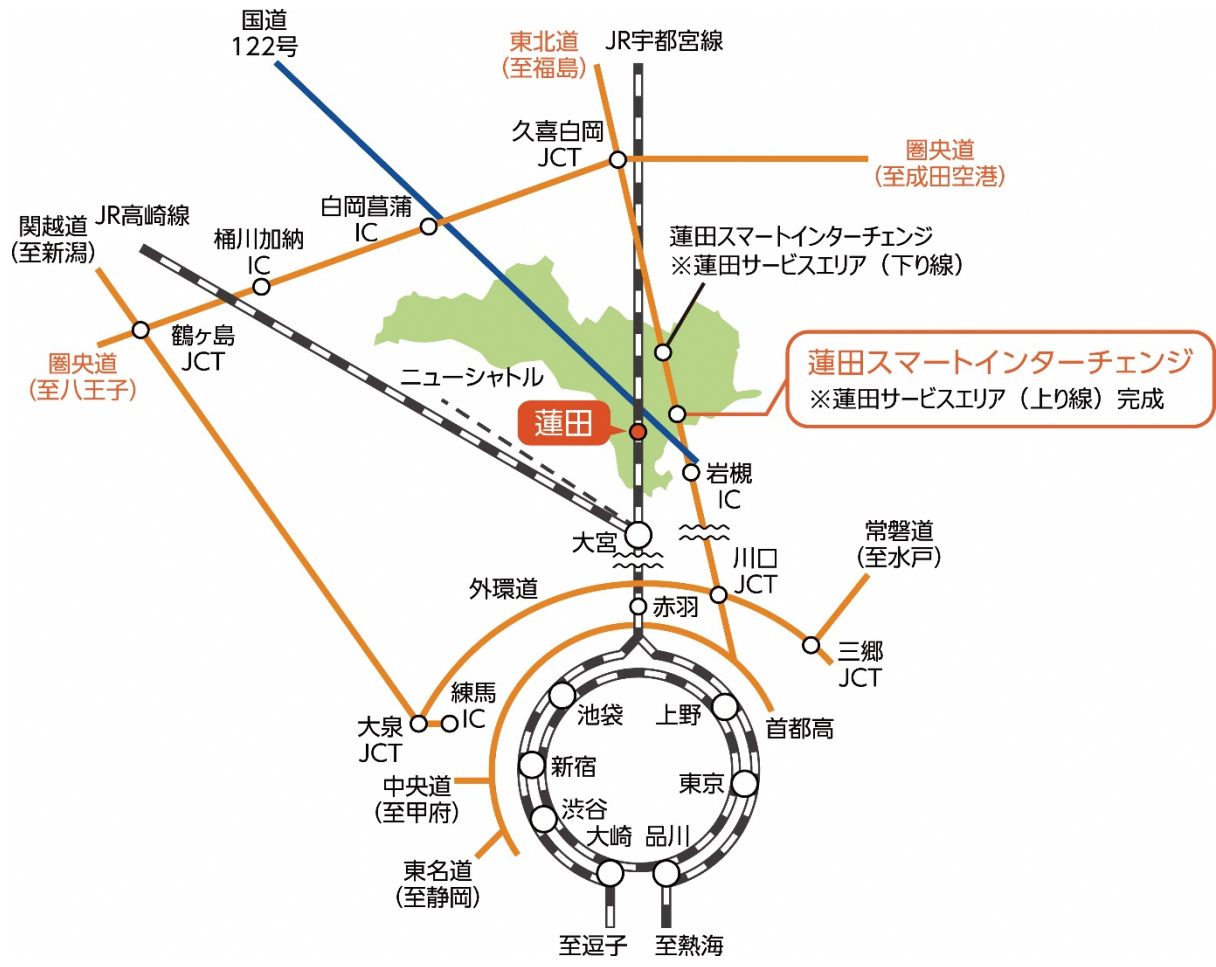 国道
122号
東北道
(至福島)
JR宇都宮線
久喜白岡
JCT
圏央道
(至成田空港)
白岡菖蒲
IC
JR高崎線
関越道
(至新潟)
桶川加納
IC
蓮田スマートインターチェンジ
※蓮田サービスエリア（下り線）
鶴ヶ島
JCT
圏央道
(至八王子)
ニューシャトル
蓮田スマートインターチェンジ
※蓮田サービスエリア（上り線）完成
蓮田
岩槻
IC
大宮
川口
JCT
常磐道
(至水戸)
外環道
赤羽
三郷
JCT
練馬
IC
大泉
JCT
池袋
上野
首都高
新宿
東京
中央道
(至甲府)
渋谷
大崎
品川
東名道
(至静岡)
至逗子
至熱海